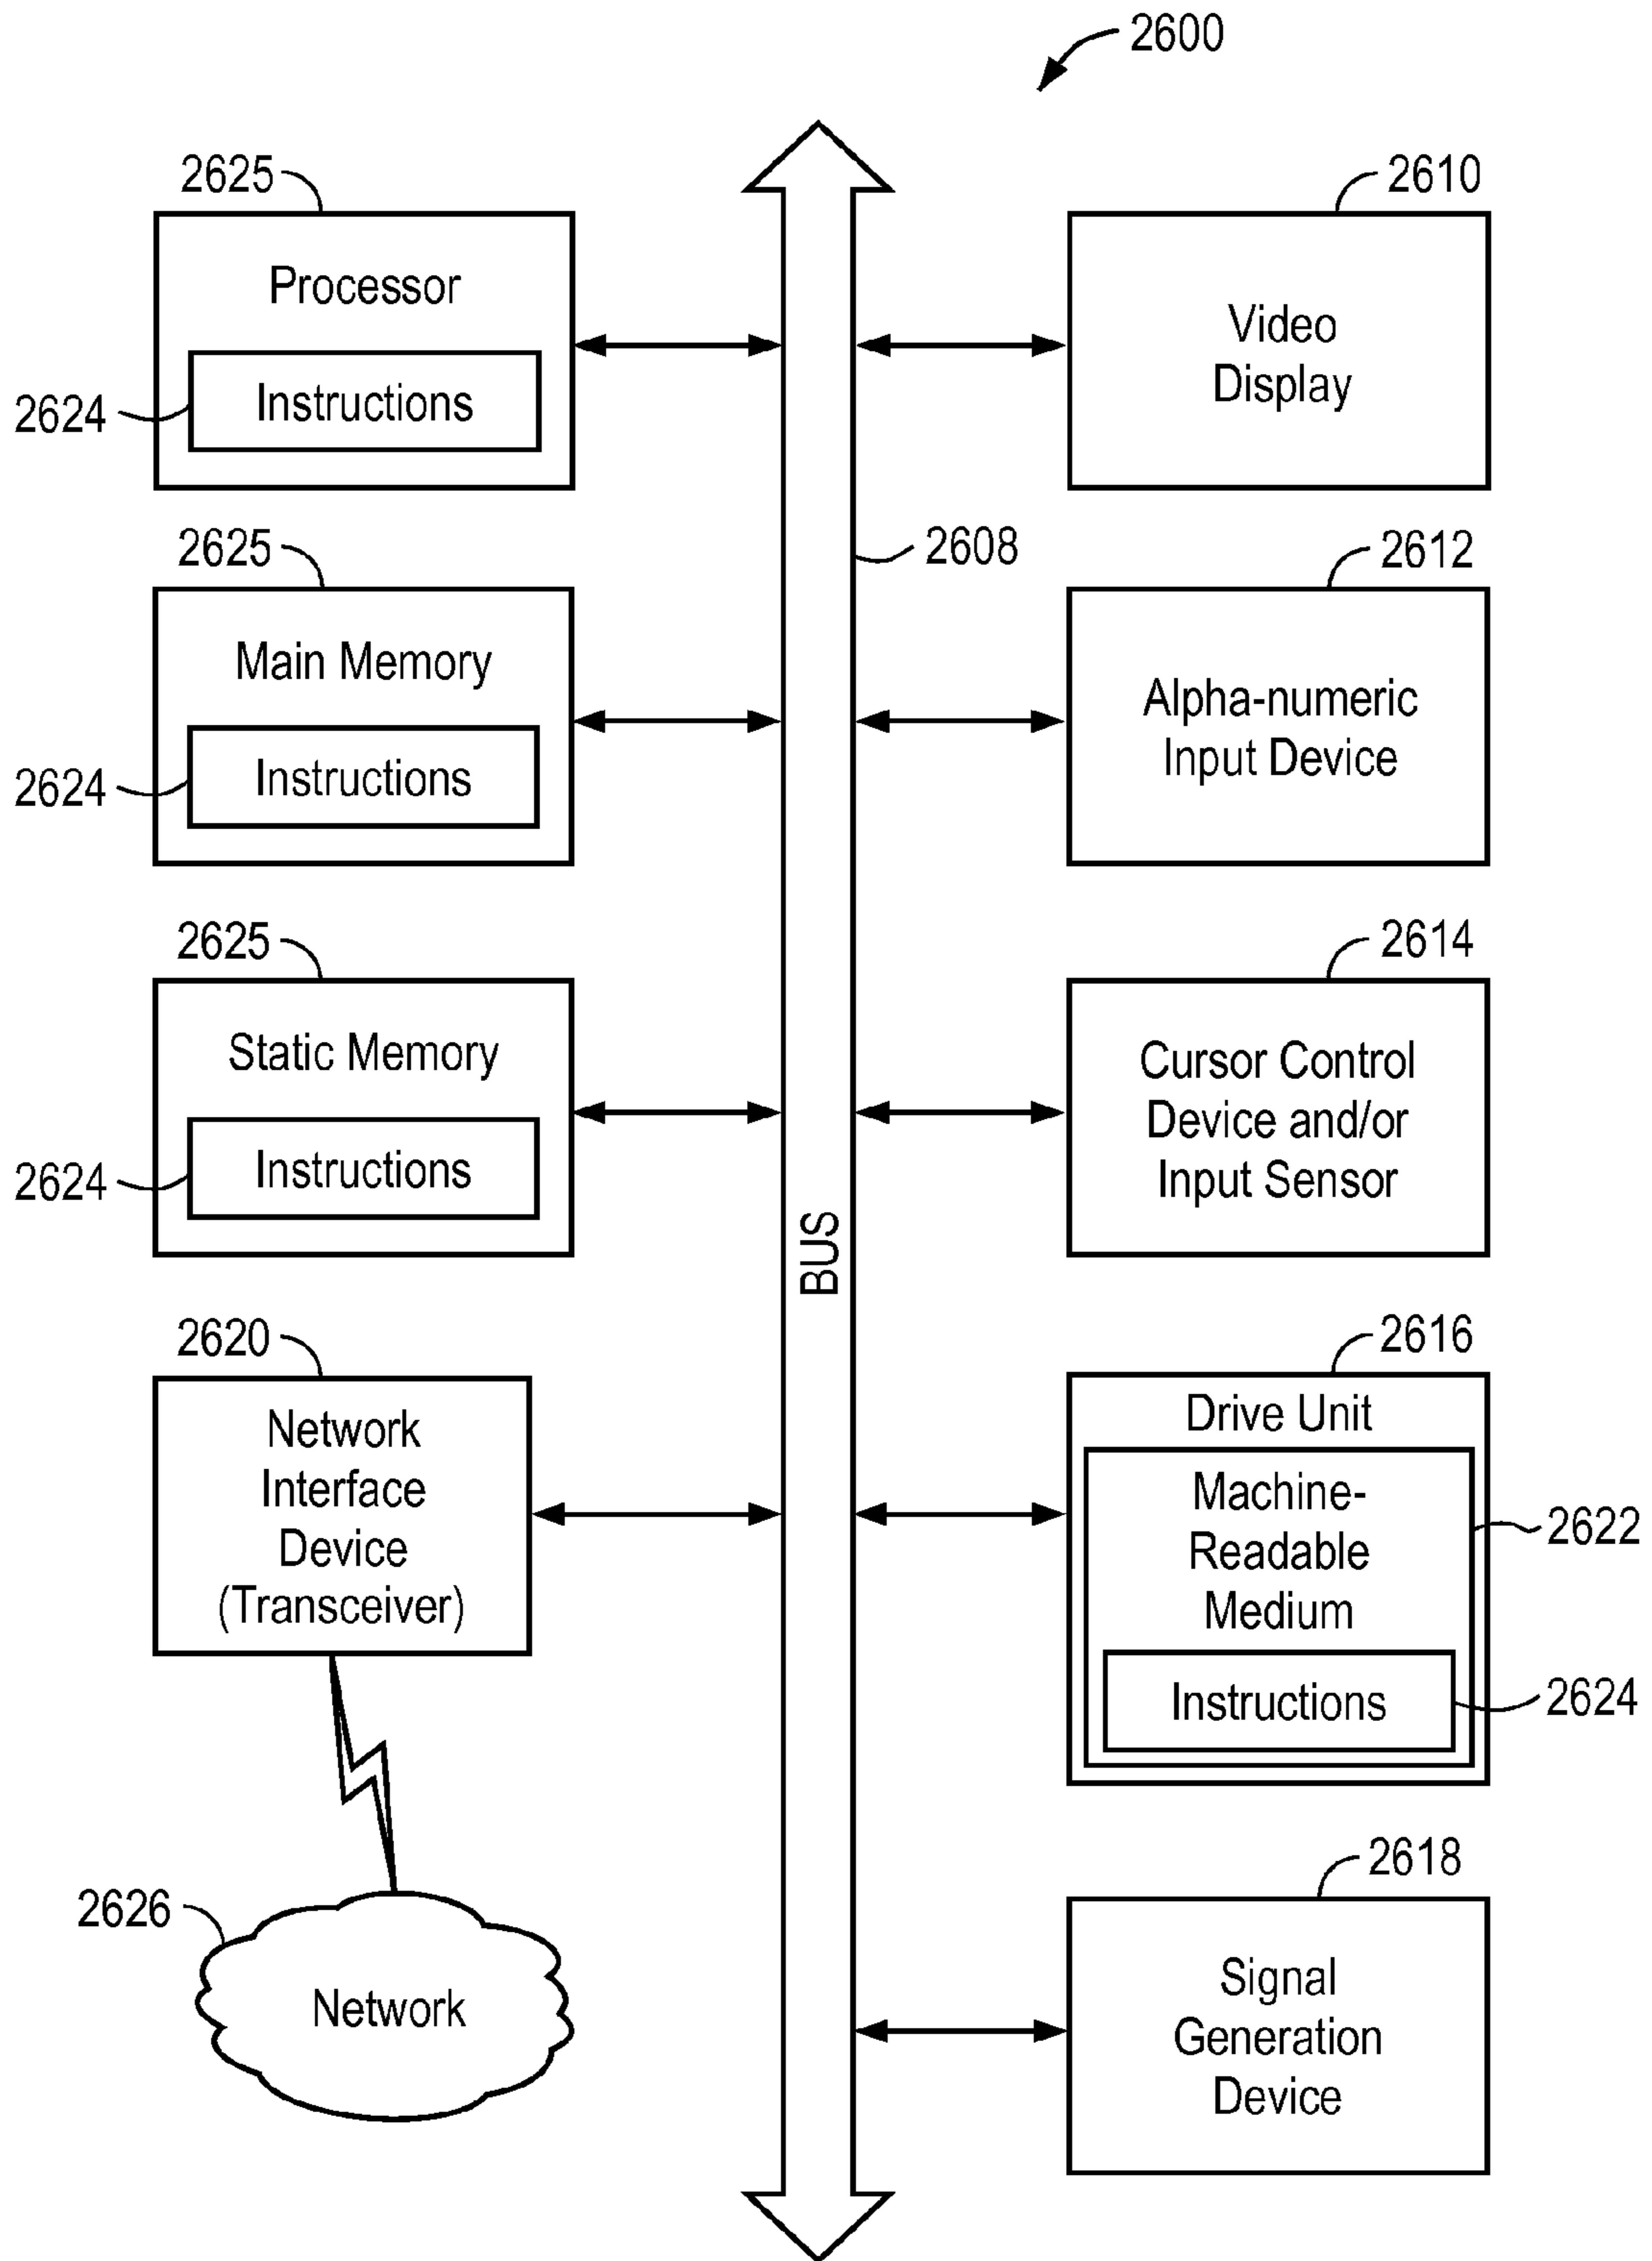 2600
2625
Processor
2624
Instructions
2625
Main Memory
2624
Instructions
2625
Static Memory
2624
Instructions
2620
Network
Interface
Device
(Transceiver)
2626
Network
BUS
2608
2610
Video
Display
2612
Alpha-numeric
Input Device
2614
Cursor Control
Device and/or
Input Sensor
2616
Drive Unit
Machine-
Readable
Medium
2622
Instructions
2624
2618
Signal
Generation
Device